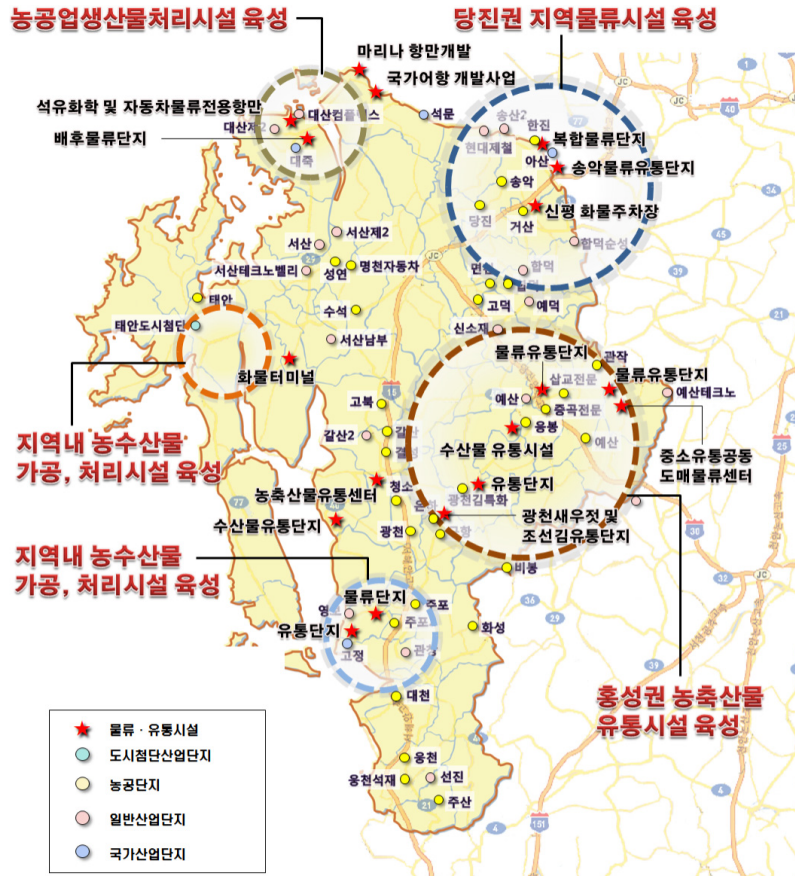 농공업생산물처리시설 육성
당진권 지역물류시설 육성
마리나 항만개발
국가어항 개발사업
석유화학 및 자동차물류전용항만
대산컴플렉스
대산제2
배후물류단지
대죽
석문
송산2
한진
현대제철
복합물류단지
아산
송악물류유통단지
송악
당진
신평 화물주차장
거산
합덕순성
서산제2
서산
서산테크노벨리
성연
명천자동차
합덕
면천
고덕
예덕
태안
태안도시첨단
수석
서산남부
신소재
화물터미널
물류유통단지
관작
삽교전문
물류유통단지
예산테크노
예산
중곡전문
응봉
고북
갈산
갈산2
결성
수산물 유통시설
예산
중소유통공동
도매물류센터
지역내 농수산물
가공, 처리시설 육성
농축산물유통센터
청소
유통단지
광천김특화
수산물유통단지
은하
광천
광천새우젓 및
조선김유통단지
지역내 농수산물
가공, 처리시설 육성
비봉
물류단지
주포
영보
주포
유통단지
고정
관창
화성
홍성권 농축산물
유통시설 육성
대천
웅천
웅천석재
선진
주산
물류 · 유통시설
도시첨단산업단지
농공단지
일반산업단지
국가산업단지